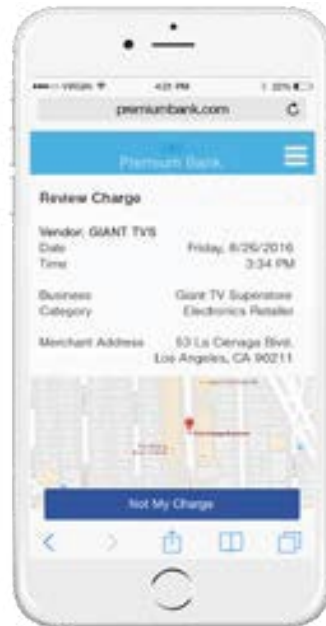 VIRGIN 4:21 PM 22%
premiumbank.com
Premium Bank
Review Charge
Vendor: GIANT TVS
Date Friday, 8/26/2016
Time 3:34 PM
Business Giant TV Superstore
Category Electronics Retailer
Merchant Address 53 La Cienaga Blvd.
Los Angeles, CA 90211
Not My Charge